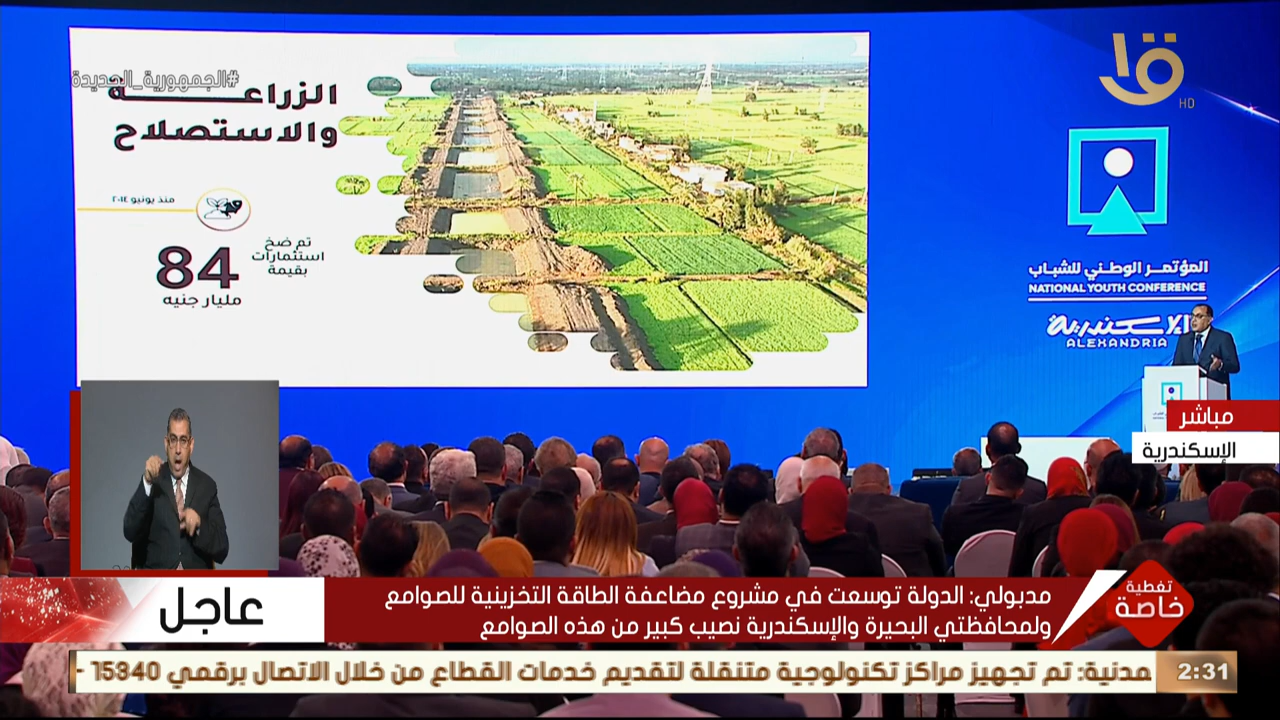 #الجمهورية_الجديدة
الزراعة
والاستصلاح
منذ يونيو ٢٠١٤
تم ضخ
استثمارات
بقيمة
84
مليار جنيه
HD
المؤتمر الوطني للشباب
NATIONAL YOUTH CONFERENCE
الإسكندرية
ALEXANDRIA
مباشر
الإسكندرية
تغطية
خاصة
مدبولي: الدولة توسعت في مشروع مضاعفة الطاقة التخزينية للصوامع
ولمحافظتي البحيرة والإسكندرية نصيب كبير من هذه الصوامع
عاجل
2:31
مدنية: تم تجهيز مراكز تكنولوجية متنقلة لتقديم خدمات القطاع من خلال الاتصال برقمي 15340 -